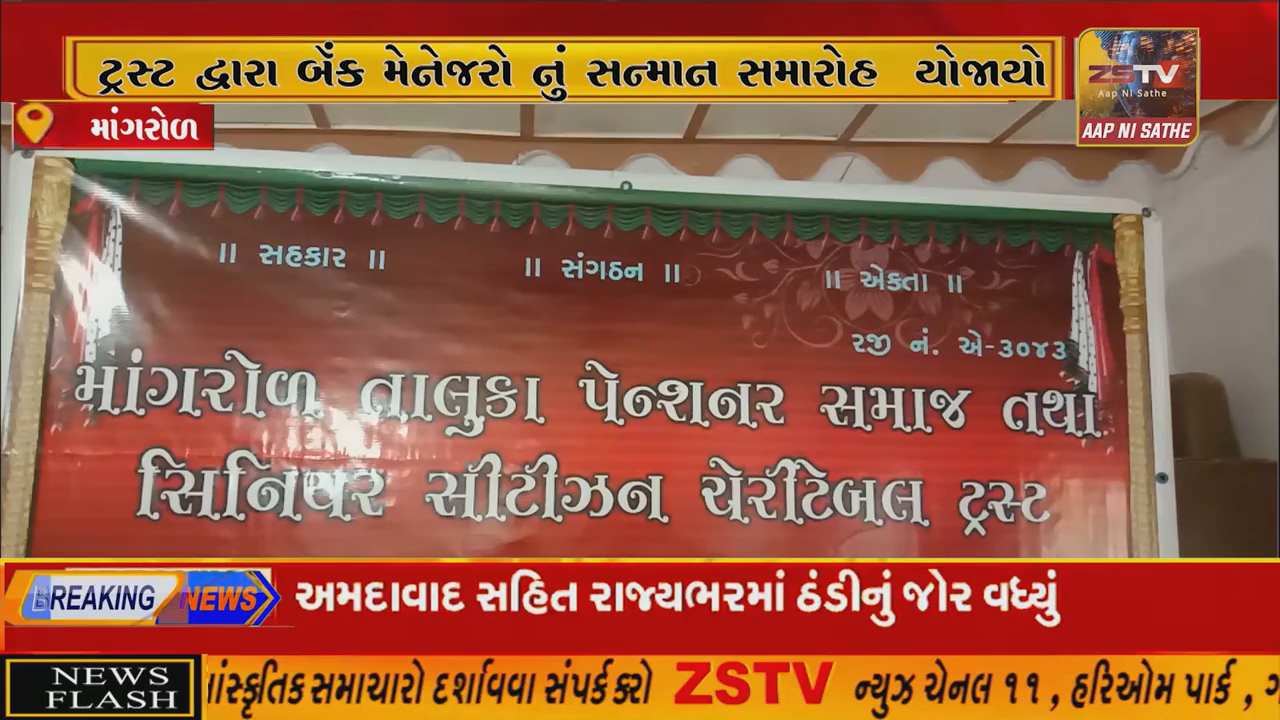 ટ્રસ્ટ દ્વારા બેંક મેનેજરો નું સન્માન સમારોહ યોજાયો
ZSTV
Aap Ni Sathe
AAP NI SATHE
માંગરોળ
॥ સહકાર ॥ ॥ સંગઠન ॥ ॥ એકતા ॥
રજી નં. એ-૩૦૪૩
માંગરોળ તાલુકા પેન્શનર સમાજ તથા
સિનિયર સીટીઝન ચેરીટેબલ ટ્રસ્ટ
BREAKING NEWS અમદાવાદ સહિત રાજ્યભરમાં ઠંડીનું જોર વધ્યું
NEWS FLASH
સાંસ્કૃતિક સમાચારો દર્શાવવા સંપર્ક કરો ZSTV ન્યુઝ ચેનલ ૧૧ , હરિઓમ પાર્ક ,